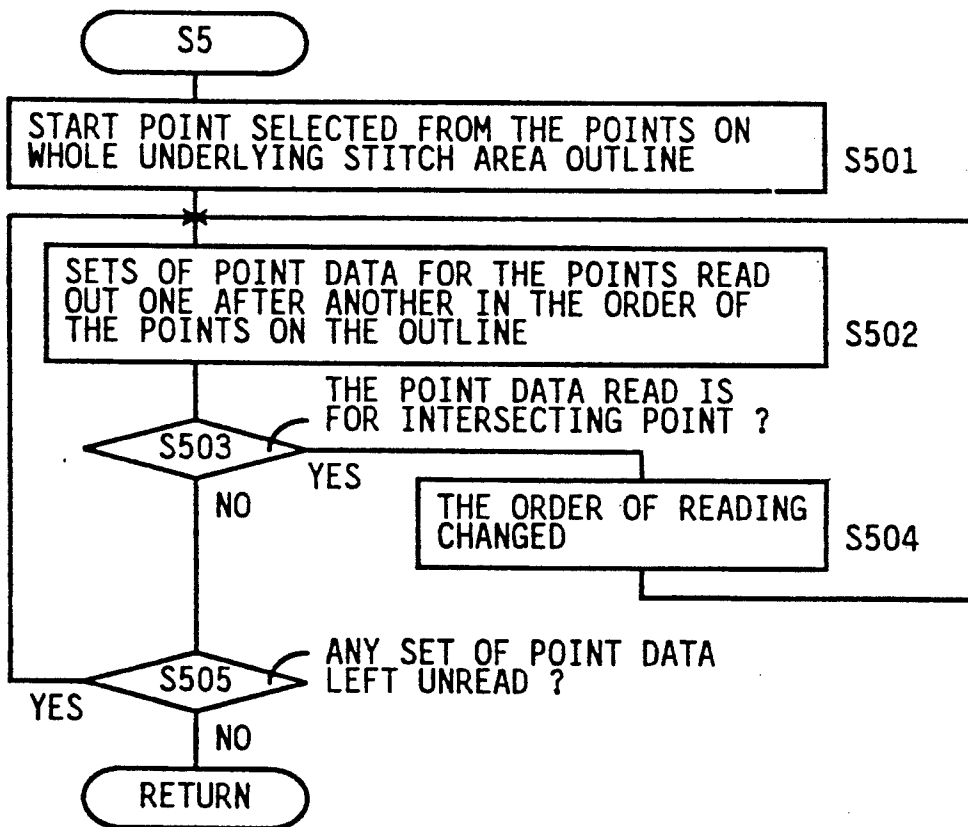 S5
START POINT SELECTED FROM THE POINTS ON
WHOLE UNDERLYING STITCH AREA OUTLINE
S501
SETS OF POINT DATA FOR THE POINTS READ
OUT ONE AFTER ANOTHER IN THE ORDER OF
THE POINTS ON THE OUTLINE
S502
THE POINT DATA READ IS
FOR INTERSECTING POINT ?
S503
YES
NO
THE ORDER OF READING
CHANGED
S504
ANY SET OF POINT DATA
LEFT UNREAD ?
S505
YES
NO
RETURN